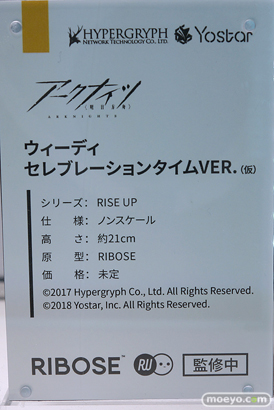 HYPERGRYPH
NETWORK TECHNOLOGY CO., LTD.
Yostar
アークナイツ
<明日方舟>
ARKNIGHTS
ウィーディ
セレブレーションタイムVER.(仮)
シリーズ: RISE UP
仕 様: ノンスケール
高 さ: 約21cm
原 型: RIBOSE
価 格: 未定
©2017 Hypergryph Co., Ltd. All Rights Reserved.
©2018 Yostar, Inc. All Rights Reserved.
RIBOSE™ RU 監修中
moeyo.com